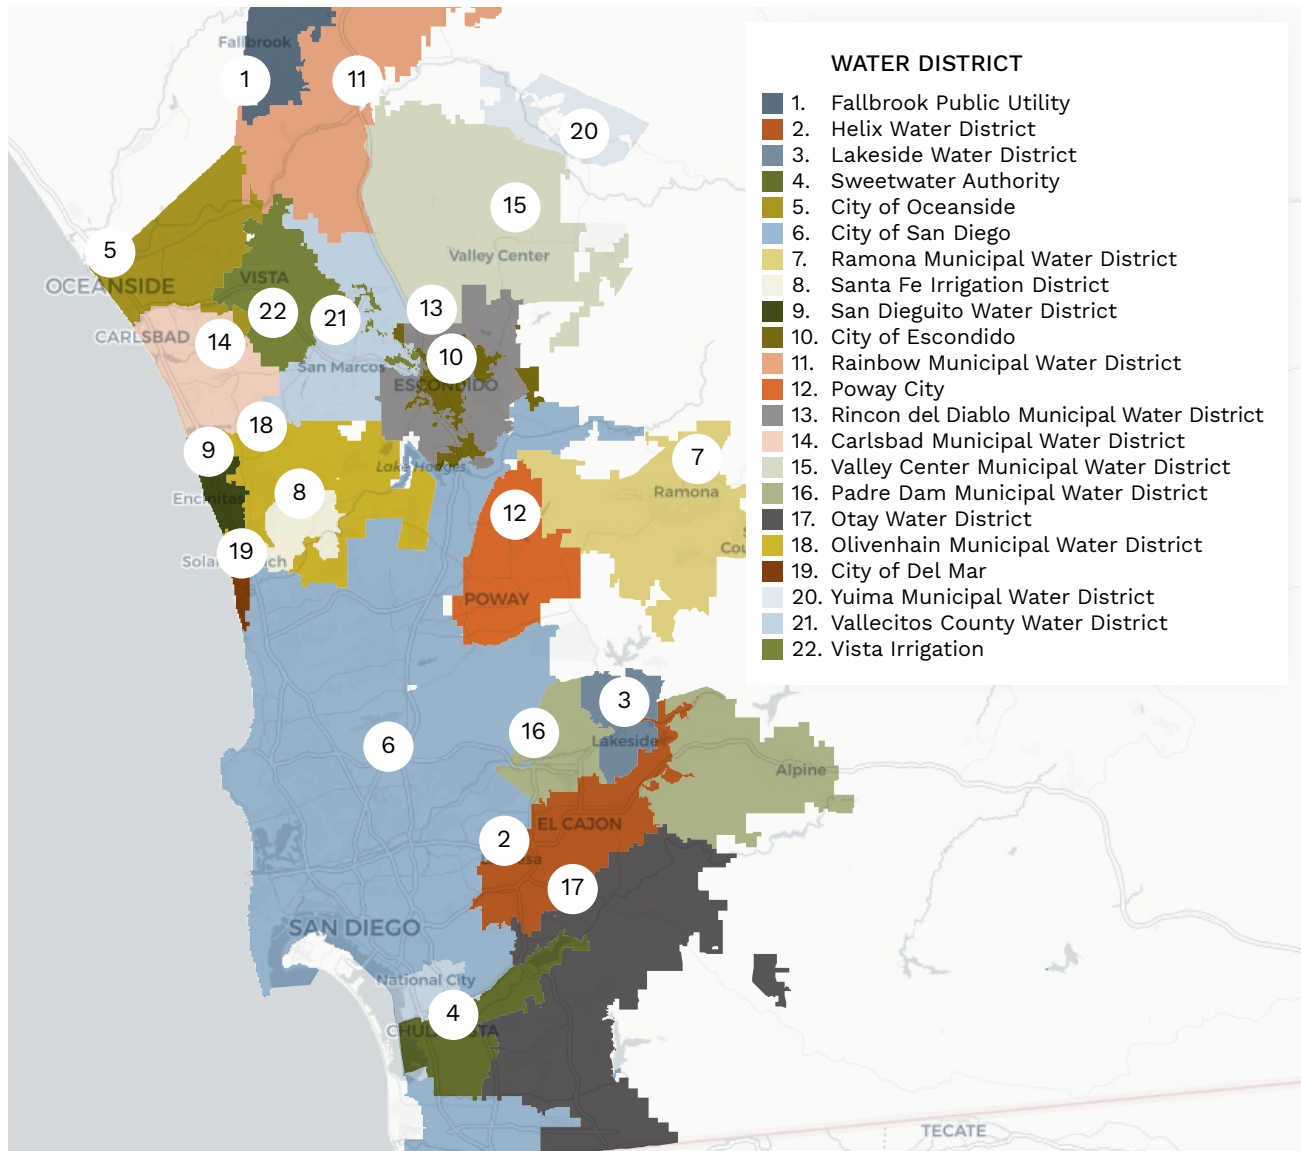 WATER DISTRICT
1. Fallbrook Public Utility
2. Helix Water District
3. Lakeside Water District
4. Sweetwater Authority
5. City of Oceanside
6. City of San Diego
7. Ramona Municipal Water District
8. Santa Fe Irrigation District
9. San Dieguito Water District
10. City of Escondido
11. Rainbow Municipal Water District
12. Poway City
13. Rincon del Diablo Municipal Water District
14. Carlsbad Municipal Water District
15. Valley Center Municipal Water District
16. Padre Dam Municipal Water District
17. Otay Water District
18. Olivenhain Municipal Water District
19. City of Del Mar
20. Yuima Municipal Water District
21. Vallecitos County Water District
22. Vista Irrigation
Fallbrook
1
11
20
15
5
Valley Center
OCEANSIDE
VISTA
22
21
13
CARLSBAD
14
10
San Marcos
ESCONDIDO
18
9
Lake Hodges
7
8
Encinitas
Ramona
12
19
POWAY
3
16
6
Lakeside
Alpine
2
EL CAJON
17
SAN DIEGO
National City
4
TECATE